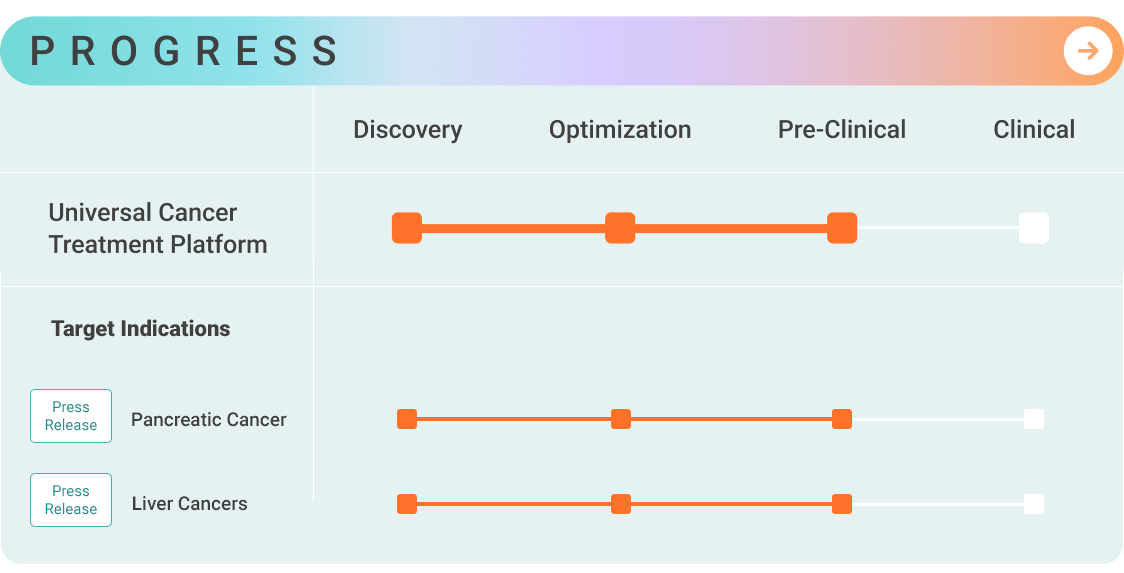 PROGRESS
Discovery Optimization Pre-Clinical Clinical
Universal Cancer
Treatment Platform
Target Indications
Press
Release
Pancreatic Cancer
Press
Release
Liver Cancers